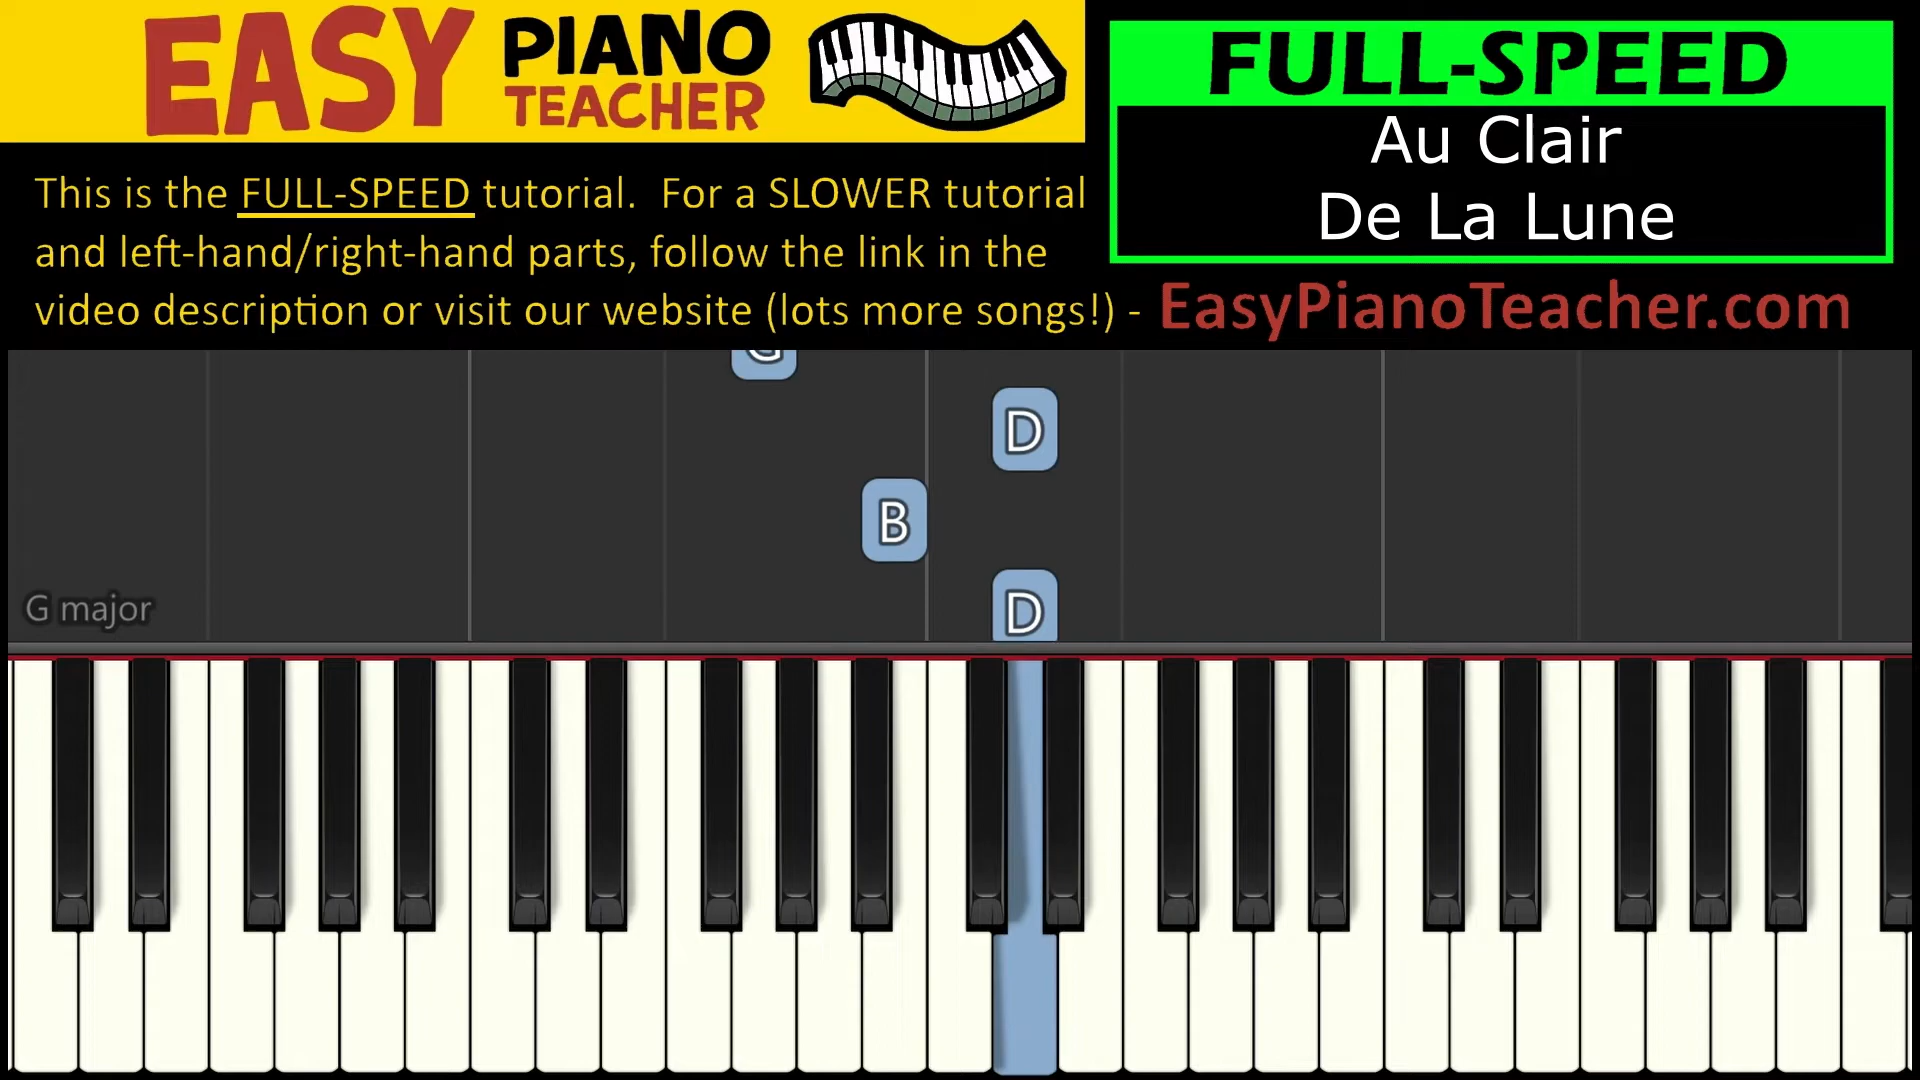 EASY PIANO
TEACHER
FULL-SPEED
Au Clair
De La Lune
This is the FULL-SPEED tutorial. For a SLOWER tutorial
and left-hand/right-hand parts, follow the link in the
video description or visit our website (lots more songs!) - EasyPianoTeacher.com
G
D
B
D
G major